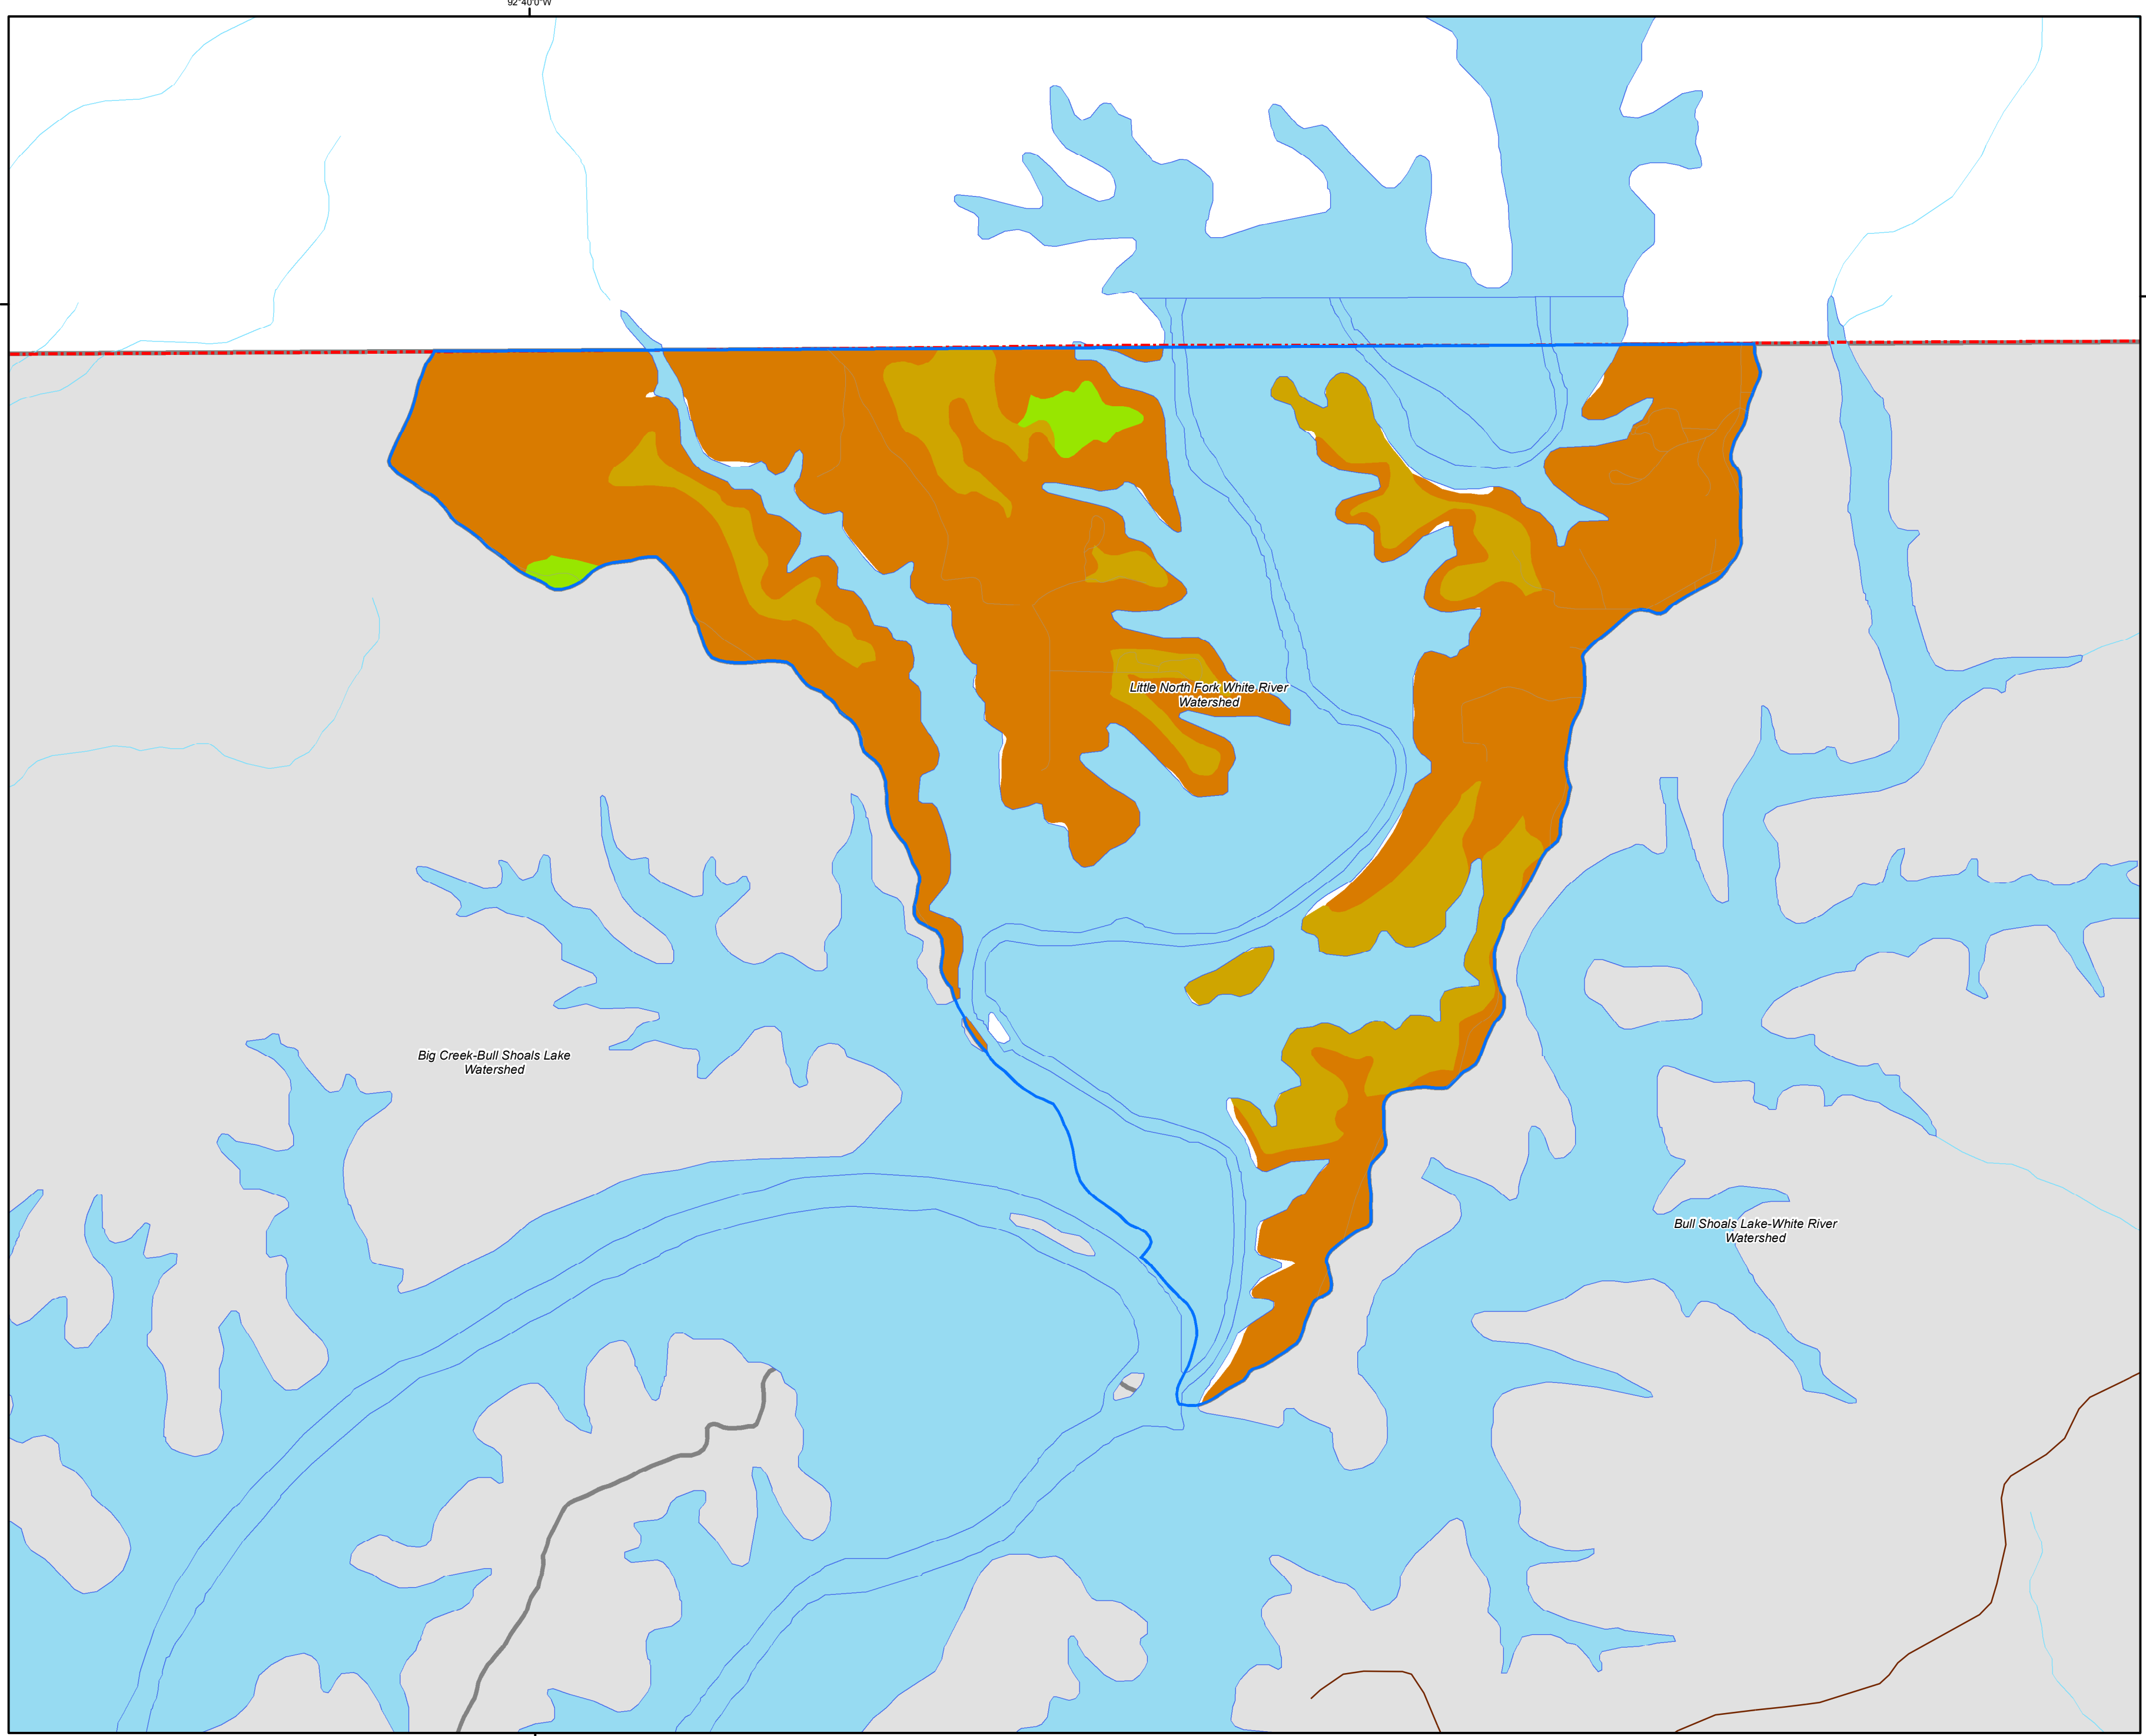 92°40'0"W
Little North Fork White River
Watershed
Big Creek-Bull Shoals Lake
Watershed
Bull Shoals Lake-White River
Watershed